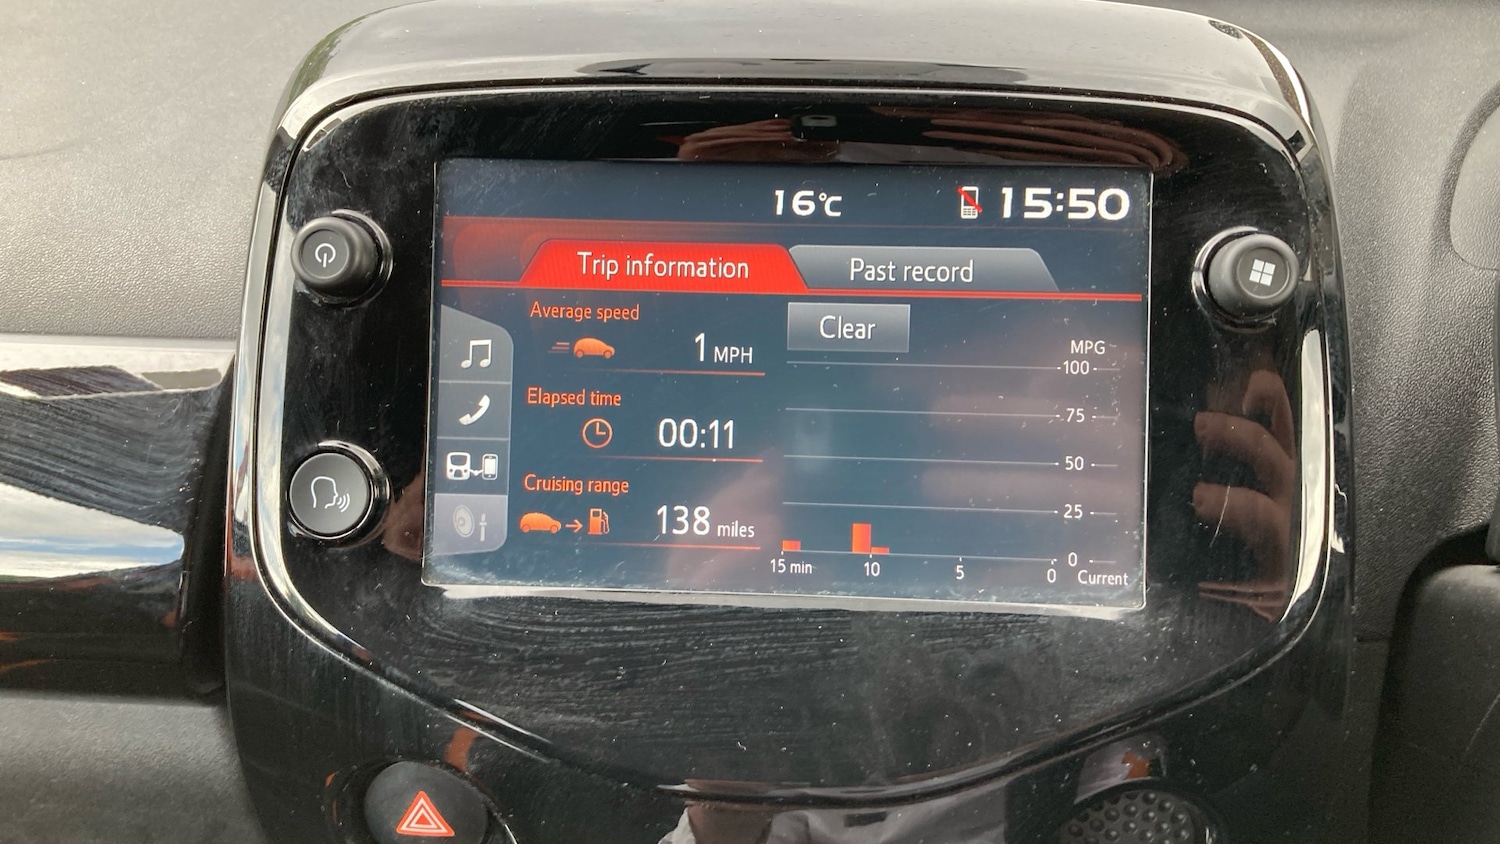 16°C 15:50
Trip information Past record
Average speed
1 MPH
Clear
Elapsed time
00:11
Cruising range
138 miles
MPG
100
75
50
25
0
15 min 10 5 0 Current